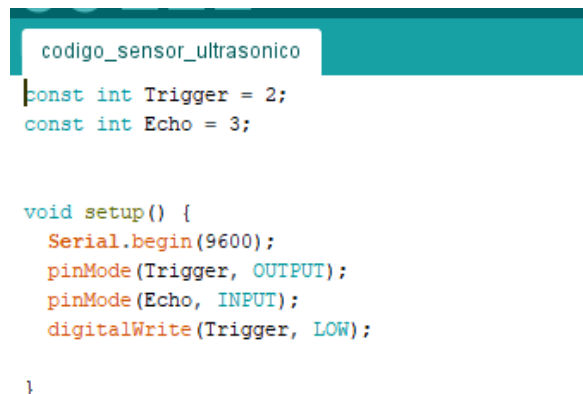 codigo_sensor_ultrasonico
const int Trigger = 2;
const int Echo = 3;
void setup() {
  Serial.begin(9600);
  pinMode(Trigger, OUTPUT);
  pinMode(Echo, INPUT);
  digitalWrite(Trigger, LOW);
}